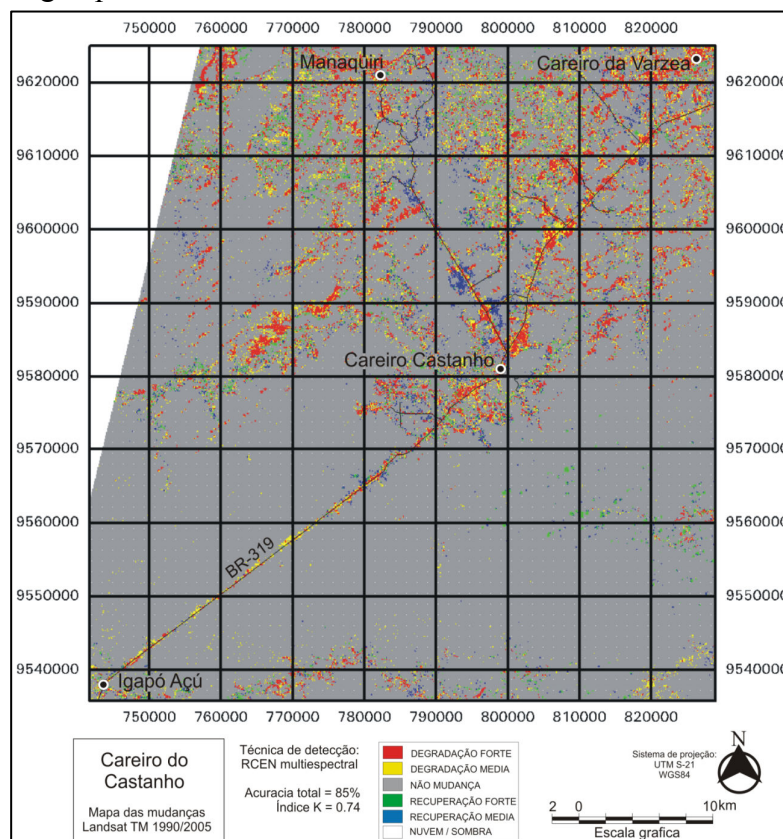 750000 760000 770000 780000 790000 800000 810000 820000
9620000
9610000
9600000
9590000
9580000
9570000
9560000
9550000
9540000
Manaquiri
Careiro da Varzea
Careiro Castanho
BR-319
Igapó Açú
9620000
9610000
9600000
9590000
9580000
9570000
9560000
9550000
9540000
750000 760000 770000 780000 790000 800000 810000 820000
Careiro do
Castanho
Mapa das mudanças
Landsat TM 1990/2005
Técnica de detecção:
RCEN multiespectral
Acuracia total = 85%
Índice K = 0.74
DEGRADAÇÃO FORTE
DEGRADAÇÃO MEDIA
NÃO MUDANÇA
RECUPERAÇÃO FORTE
RECUPERAÇÃO MEDIA
NUVEM / SOMBRA
Sistema de projeção:
UTM S-21
WGS84
N
2 0 10km
Escala grafica